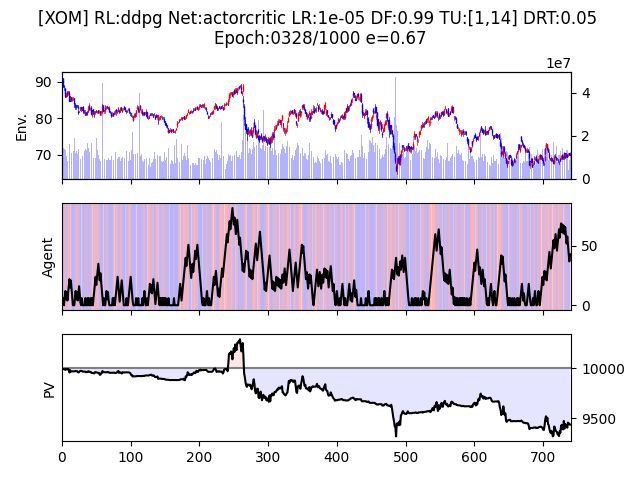 [XOM] RL:ddpg Net:actorcritic LR:1e-05 DF:0.99 TU:[1,14] DRT:0.05
Epoch:0328/1000 e=0.67
1e7
90
80
70
Env.
4
2
0
Agent
50
0
PV
10000
9500
0 100 200 300 400 500 600 700